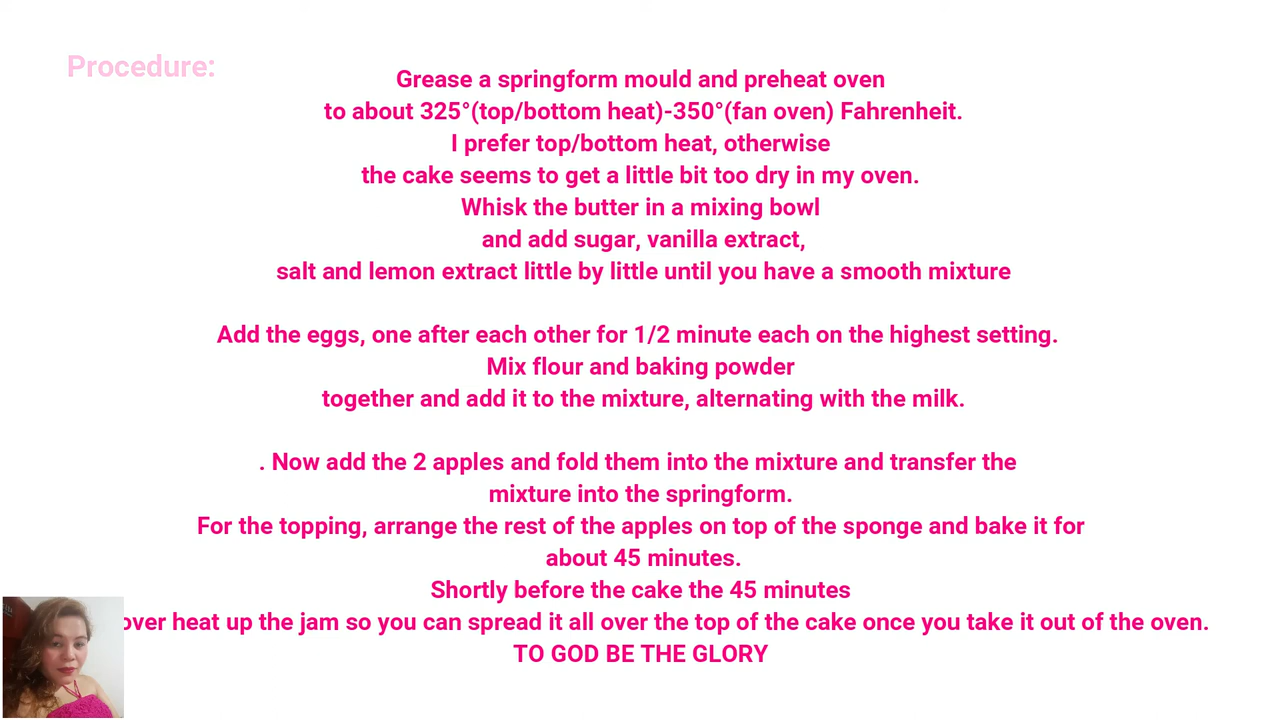 Procedure:
Grease a springform mould and preheat oven
to about 325°(top/bottom heat)-350°(fan oven) Fahrenheit.
I prefer top/bottom heat, otherwise
the cake seems to get a little bit too dry in my oven.
Whisk the butter in a mixing bowl
and add sugar, vanilla extract,
salt and lemon extract little by little until you have a smooth mixture
Add the eggs, one after each other for 1/2 minute each on the highest setting.
Mix flour and baking powder
together and add it to the mixture, alternating with the milk.
. Now add the 2 apples and fold them into the mixture and transfer the
mixture into the springform.
For the topping, arrange the rest of the apples on top of the sponge and bake it for
about 45 minutes.
Shortly before the cake the 45 minutes
over heat up the jam so you can spread it all over the top of the cake once you take it out of the oven.
TO GOD BE THE GLORY